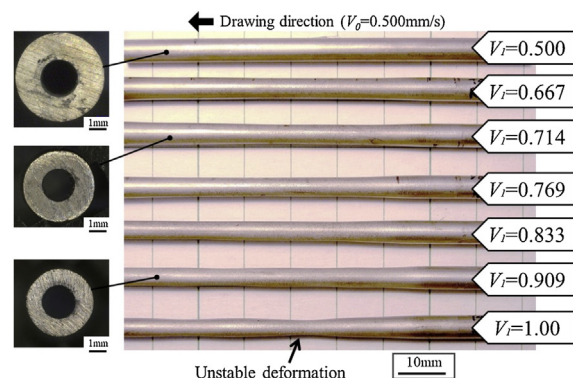 Drawing direction (V0=0.500mm/s)
V1=0.500
1mm
V1=0.667
V1=0.714
1mm
V1=0.769
V1=0.833
V1=0.909
1mm
V1=1.00
10mm
Unstable deformation